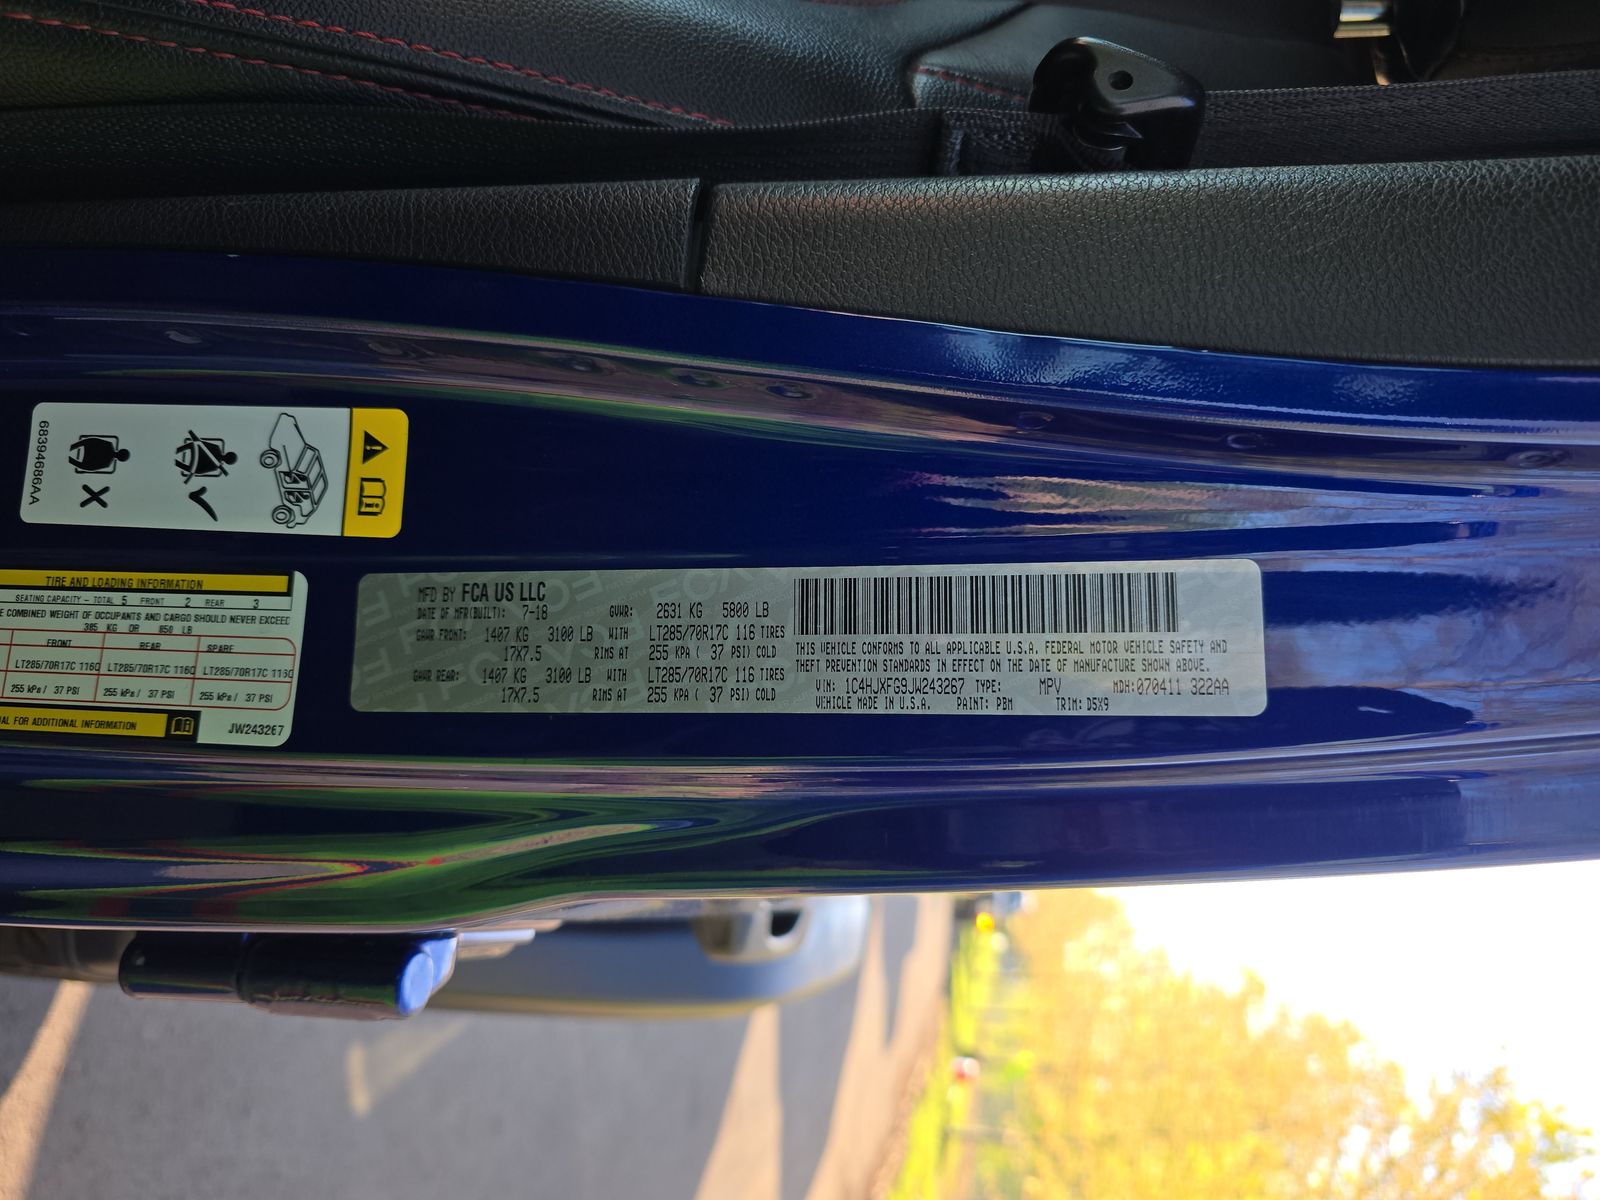 68394686AA
TIRE AND LOADING INFORMATION
SEATING CAPACITY - TOTAL 5 FRONT 2 REAR 3
COMBINED WEIGHT OF OCCUPANTS AND CARGO SHOULD NEVER EXCEED
385 KG OR 850 LB
FRONT REAR SPARE
LT285/70R17C 116Q LT285/70R17C 116Q LT285/70R17C 116Q
255 kPa / 37 PSI 255 kPa / 37 PSI 255 kPa / 37 PSI
FOR ADDITIONAL INFORMATION
JW243267
MFD BY FCA US LLC
DATE OF MFR(BUILT): 7-18 GVWR: 2631 KG 5800 LB
GAWR FRONT: 1407 KG 3100 LB WITH LT285/70R17C 116 TIRES
17X7.5 RIMS AT 255 KPA ( 37 PSI) COLD
GAWR REAR: 1407 KG 3100 LB WITH LT285/70R17C 116 TIRES
17X7.5 RIMS AT 255 KPA ( 37 PSI) COLD
THIS VEHICLE CONFORMS TO ALL APPLICABLE U.S.A. FEDERAL MOTOR VEHICLE SAFETY AND
THEFT PREVENTION STANDARDS IN EFFECT ON THE DATE OF MANUFACTURE SHOWN ABOVE.
VIN: 1C4HJXFG9JW243267 TYPE: MPV MDH:070411 322AA
VEHICLE MADE IN U.S.A. PAINT: PBM TRIM: D5X9